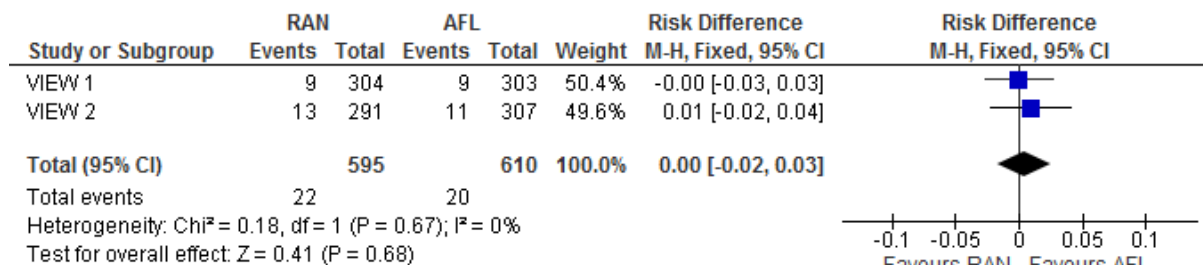 RAN AFL Risk Difference Risk Difference
Study or Subgroup Events Total Events Total Weight M-H, Fixed, 95% CI M-H, Fixed, 95% CI
VIEW 1 9 304 9 303 50.4% -0.00 [-0.03, 0.03]
VIEW 2 13 291 11 307 49.6% 0.01 [-0.02, 0.04]
Total (95% CI) 595 610 100.0% 0.00 [-0.02, 0.03]
Total events 22 20
Heterogeneity: Chi² = 0.18, df = 1 (P = 0.67); I² = 0%
Test for overall effect: Z = 0.41 (P = 0.68)
-0.1 -0.05 0 0.05 0.1
Favours RAN Favours AFL